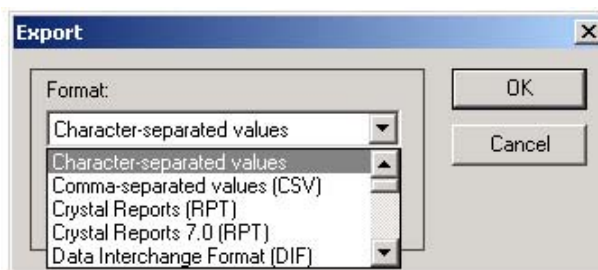 Export
Format:
OK
Character-separated values
Cancel
Character-separated values
Comma-separated values (CSV)
Crystal Reports (RPT)
Crystal Reports 7.0 (RPT)
Data Interchange Format (DIF)